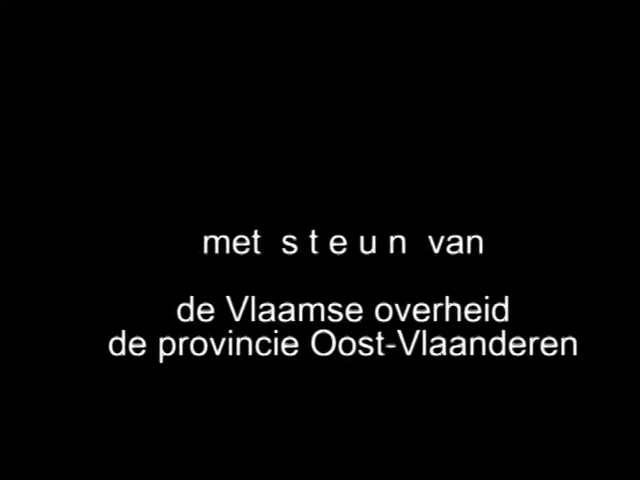 met s t e u n van
de Vlaamse overheid
de provincie Oost-Vlaanderen